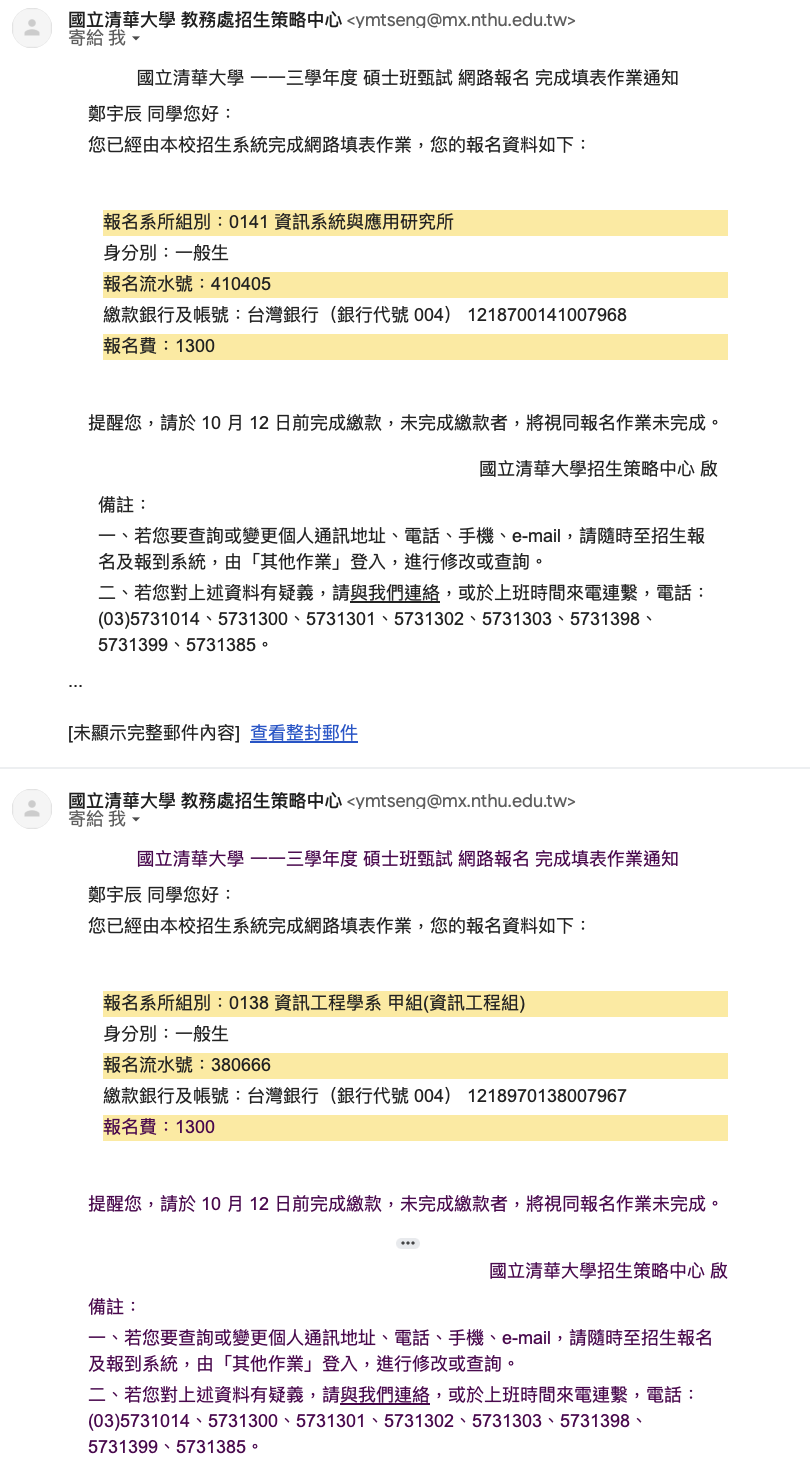 國立清華大學 教務處招生策略中心 <ymtseng@mx.nthu.edu.tw>
寄給 我
國立清華大學 一一三學年度 碩士班甄試 網路報名 完成填表作業通知
鄭宇辰 同學您好：
您已經由本校招生系統完成網路填表作業，您的報名資料如下：
報名系所組別：0141 資訊系統與應用研究所
身分別：一般生
報名流水號：410405
繳款銀行及帳號：台灣銀行（銀行代號 004） 1218700141007968
報名費：1300
提醒您，請於 10 月 12 日前完成繳款，未完成繳款者，將視同報名作業未完成。
國立清華大學招生策略中心 啟
備註：
一、若您要查詢或變更個人通訊地址、電話、手機、e-mail，請隨時至招生報
名及報到系統，由「其他作業」登入，進行修改或查詢。
二、若您對上述資料有疑義，請與我們連絡，或於上班時間來電連繫，電話：
(03)5731014、5731300、5731301、5731302、5731303、5731398、
5731399、5731385。
...
[未顯示完整郵件內容] 查看整封郵件
國立清華大學 教務處招生策略中心 <ymtseng@mx.nthu.edu.tw>
寄給 我
國立清華大學 一一三學年度 碩士班甄試 網路報名 完成填表作業通知
鄭宇辰 同學您好：
您已經由本校招生系統完成網路填表作業，您的報名資料如下：
報名系所組別：0138 資訊工程學系 甲組(資訊工程組)
身分別：一般生
報名流水號：380666
繳款銀行及帳號：台灣銀行（銀行代號 004） 1218970138007967
報名費：1300
提醒您，請於 10 月 12 日前完成繳款，未完成繳款者，將視同報名作業未完成。
國立清華大學招生策略中心 啟
備註：
一、若您要查詢或變更個人通訊地址、電話、手機、e-mail，請隨時至招生報名
及報到系統，由「其他作業」登入，進行修改或查詢。
二、若您對上述資料有疑義，請與我們連絡，或於上班時間來電連繫，電話：
(03)5731014、5731300、5731301、5731302、5731303、5731398、
5731399、5731385。